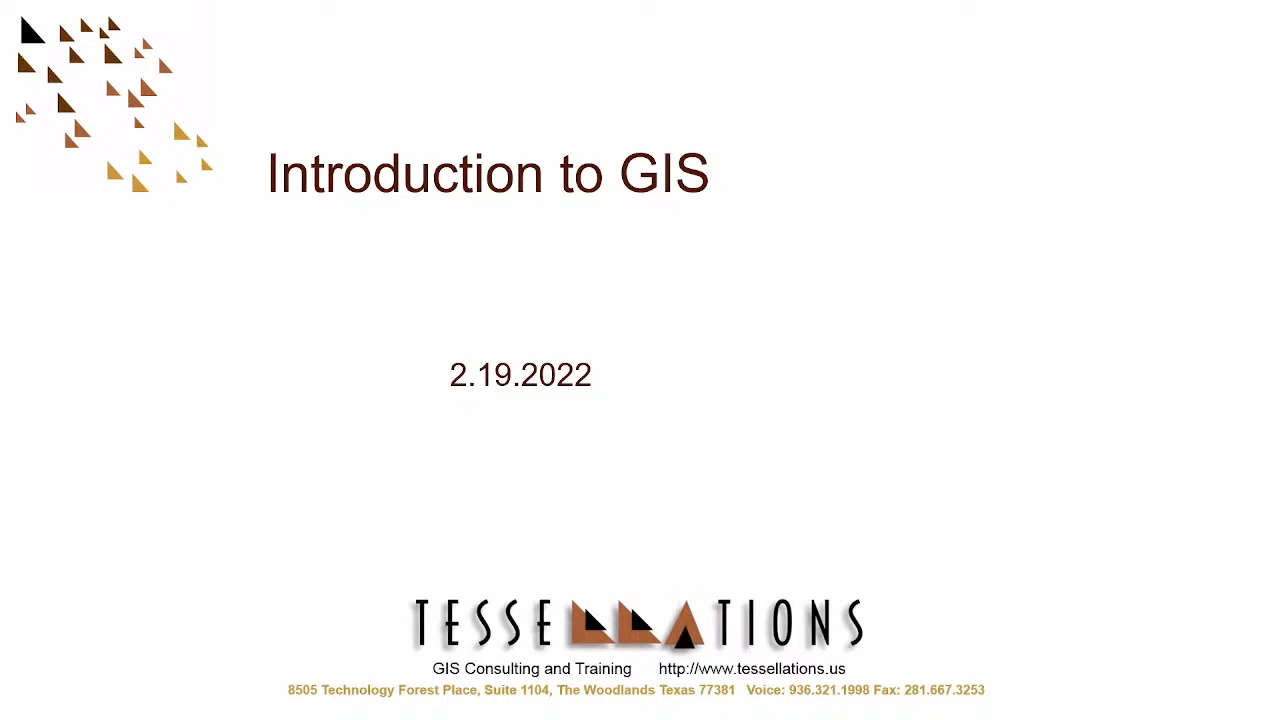 Introduction to GIS
2.19.2022
TESSELLATIONS
GIS Consulting and Training http://www.tessellations.us
8505 Technology Forest Place, Suite 1104, The Woodlands Texas 77381 Voice: 936.321.1998 Fax: 281.667.3253